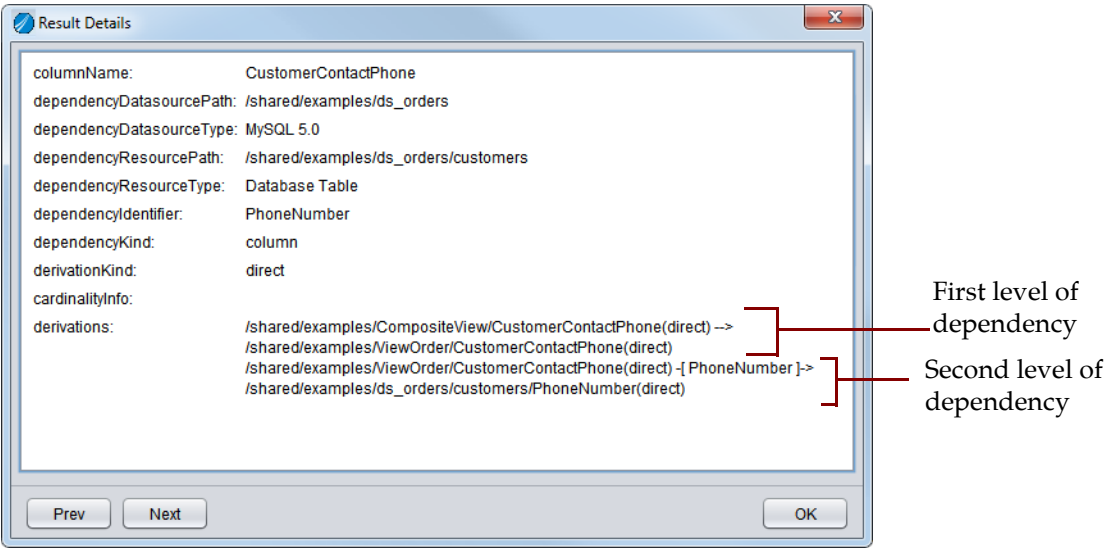 Result Details
columnName: CustomerContactPhone
dependencyDatasourcePath: /shared/examples/ds_orders
dependencyDatasourceType: MySQL 5.0
dependencyResourcePath: /shared/examples/ds_orders/customers
dependencyResourceType: Database Table
dependencyIdentifier: PhoneNumber
dependencyKind: column
derivationKind: direct
cardinalityInfo:
derivations: /shared/examples/CompositeView/CustomerContactPhone(direct) -->
/shared/examples/ViewOrder/CustomerContactPhone(direct)
/shared/examples/ViewOrder/CustomerContactPhone(direct) -[ PhoneNumber ]->
/shared/examples/ds_orders/customers/PhoneNumber(direct)
First level of
dependency
Second level of
dependency
Prev
Next
OK